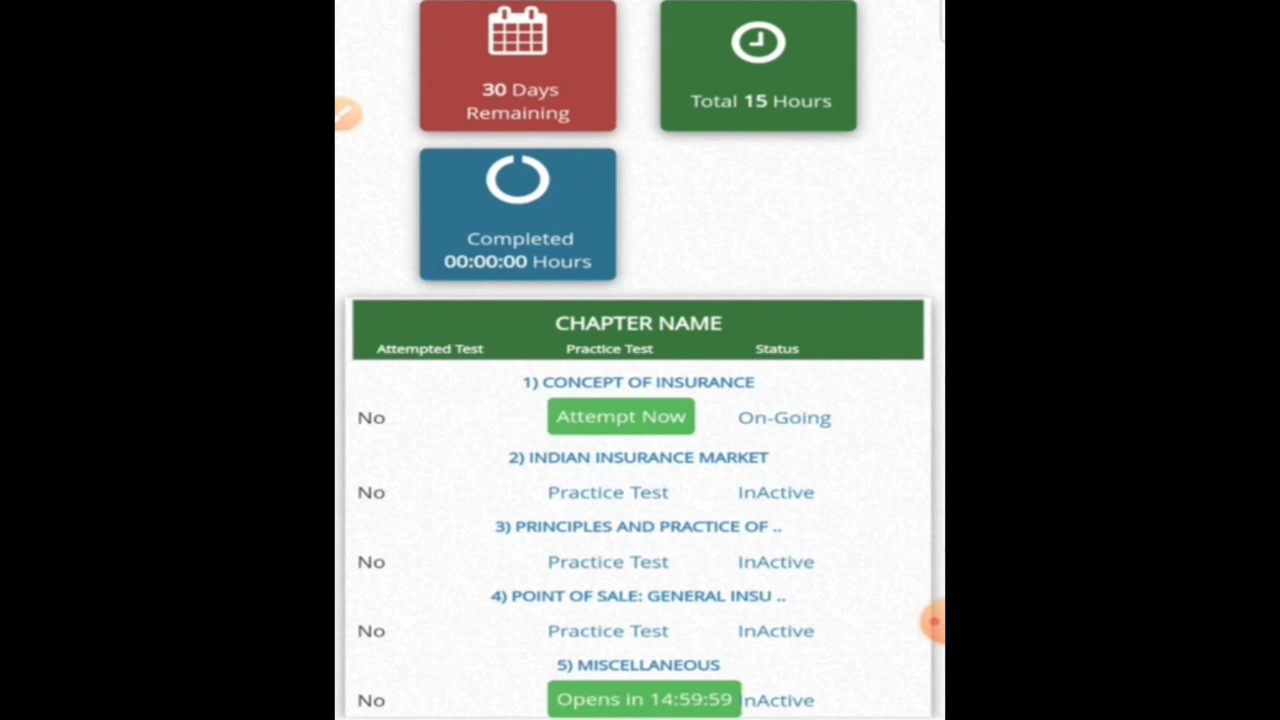 30 Days
Remaining
Total 15 Hours
Completed
00:00:00 Hours
CHAPTER NAME
Attempted Test Practice Test Status
1) CONCEPT OF INSURANCE
No Attempt Now On-Going
2) INDIAN INSURANCE MARKET
No Practice Test InActive
3) PRINCIPLES AND PRACTICE OF ..
No Practice Test InActive
4) POINT OF SALE: GENERAL INSU ..
No Practice Test InActive
5) MISCELLANEOUS
No Opens in 14:59:59 nActive